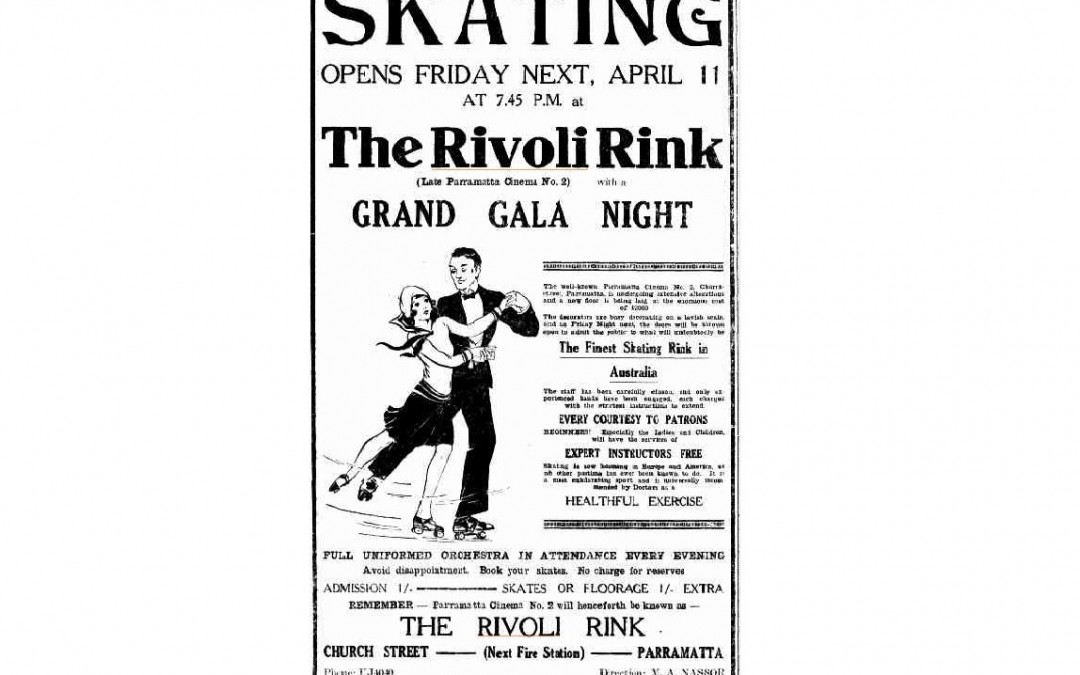 SKATING
OPENS FRIDAY NEXT, APRIL 11
AT 7.45 P.M. at
The Rivoli Rink
(Late Parramatta Cinema No. 2) with a
GRAND GALA NIGHT
The well-known Parramatta Cinema No. 2, Church
street, Parramatta, is undergoing extensive alterations
and a new floor is being laid at the enormous cost
of £2000
The decorators are busy decorating on a lavish scale,
and on Friday Night next, the doors will be thrown
open to admit the public to what will undoubtedly be
The Finest Skating Rink in
Australia
The staff has been carefully chosen, and only ex-
perienced hands have been engaged, each charged
with the strictest instructions to extend
EVERY COURTESY TO PATRONS
BEGINNERS! Especially the Ladies and Children,
will have the services of
EXPERT INSTRUCTORS FREE
Skating is now booming in Europe and America, as
no other pastime has ever been known to do. It is
a most exhilarating sport and is universally recom
mended by Doctors as a
HEALTHFUL EXERCISE
FULL UNIFORMED ORCHESTRA IN ATTENDANCE EVERY EVENING
Avoid disappointment. Book your skates. No charge for reserves
ADMISSION 1/- SKATES OR FLOORAGE 1/- EXTRA
REMEMBER — Parramatta Cinema No. 2 will henceforth be known as —
THE RIVOLI RINK
CHURCH STREET — (Next Fire Station) — PARRAMATTA
Phone: UJ4040 Direction: N. A. NASSOR